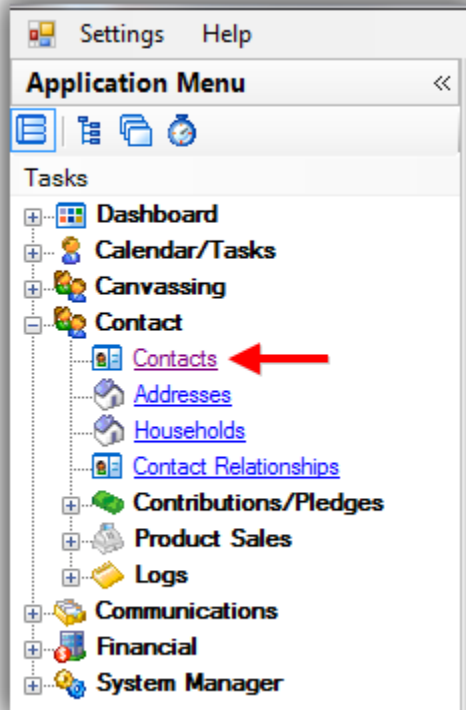 Settings Help
Application Menu
Tasks
Dashboard
Calendar/Tasks
Canvassing
Contact
Contacts
Addresses
Households
Contact Relationships
Contributions/Pledges
Product Sales
Logs
Communications
Financial
System Manager